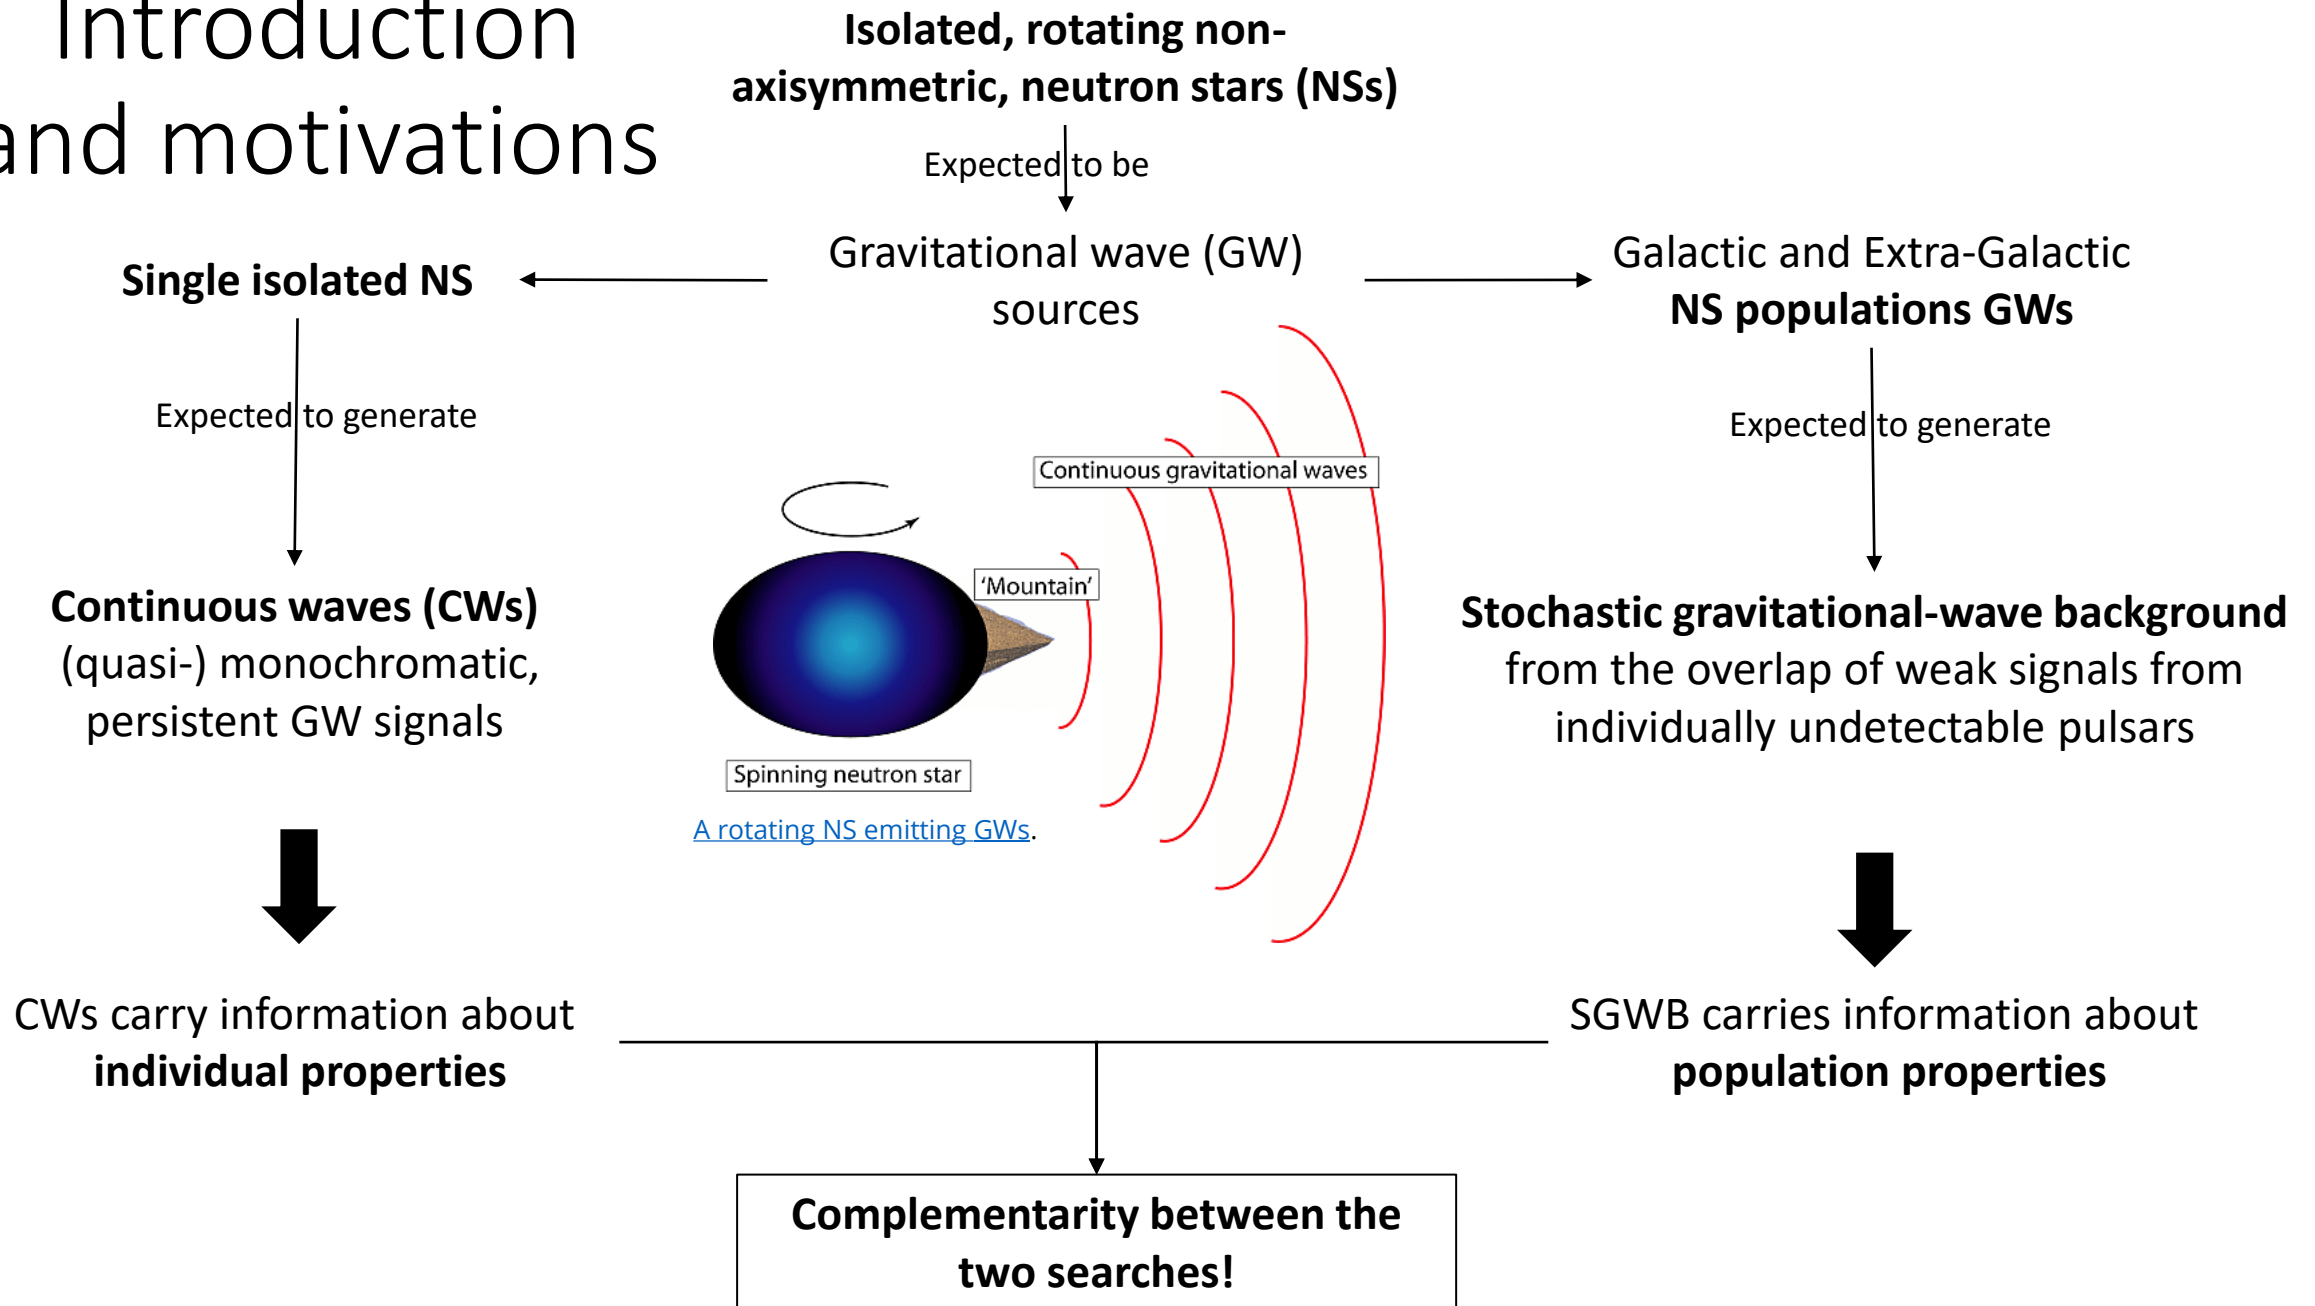 Introduction
and motivations
Isolated, rotating non-
axisymmetric, neutron stars (NSs)
Expected to be
Gravitational wave (GW)
sources
Single isolated NS
Galactic and Extra-Galactic
NS populations GWs
Expected to generate
Expected to generate
Continuous gravitational waves
'Mountain'
Spinning neutron star
A rotating NS emitting GWs.
Continuous waves (CWs)
(quasi-) monochromatic,
persistent GW signals
Stochastic gravitational-wave background
from the overlap of weak signals from
individually undetectable pulsars
CWs carry information about
individual properties
SGWB carries information about
population properties
Complementarity between the
two searches!